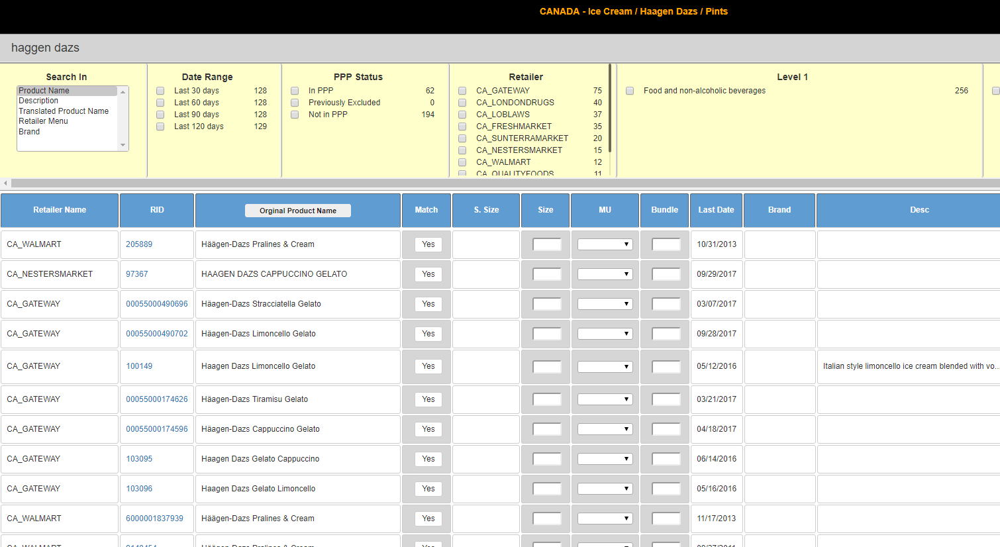 CANADA - Ice Cream / Haagen Dazs / Pints
haggen dazs
Search In
Product Name
Description
Translated Product Name
Retailer Menu
Brand
Date Range
Last 30 days 128
Last 60 days 128
Last 90 days 128
Last 120 days 129
PPP Status
In PPP 62
Previously Excluded 0
Not in PPP 194
Retailer
CA_GATEWAY 75
CA_LONDONDRUGS 40
CA_LOBLAWS 37
CA_FRESHMARKET 35
CA_SUNTERRAMARKET 20
CA_NESTERSMARKET 15
CA_WALMART 12
CA_QUALITYFOODS 11
Level 1
Food and non-alcoholic beverages 256
Retailer Name RID Orginal Product Name Match S. Size Size MU Bundle Last Date Brand Desc
CA_WALMART 205889 Häägen-Dazs Pralines & Cream Yes 10/31/2013
CA_NESTERSMARKET 97367 HAAGEN DAZS CAPPUCCINO GELATO Yes 09/29/2017
CA_GATEWAY 00055000490696 Häagen-Dazs Stracciatella Gelato Yes 03/07/2017
CA_GATEWAY 00055000490702 Häagen-Dazs Limoncello Gelato Yes 09/28/2017
CA_GATEWAY 100149 Haagen Dazs Limoncello Gelato Yes 05/12/2016 Italian style limoncello ice cream blended with vo...
CA_GATEWAY 00055000174626 Häagen-Dazs Tiramisu Gelato Yes 03/21/2017
CA_GATEWAY 00055000174596 Häagen-Dazs Cappuccino Gelato Yes 04/18/2017
CA_GATEWAY 103095 Haagen Dazs Gelato Cappuccino Yes 06/14/2016
CA_GATEWAY 103096 Haagen Dazs Gelato Limoncello Yes 05/16/2016
CA_WALMART 6000001837939 Häägen-Dazs Pralines & Cream Yes 11/17/2013
CA_WALMART Häägen-Dazs Pralines & Cream Yes